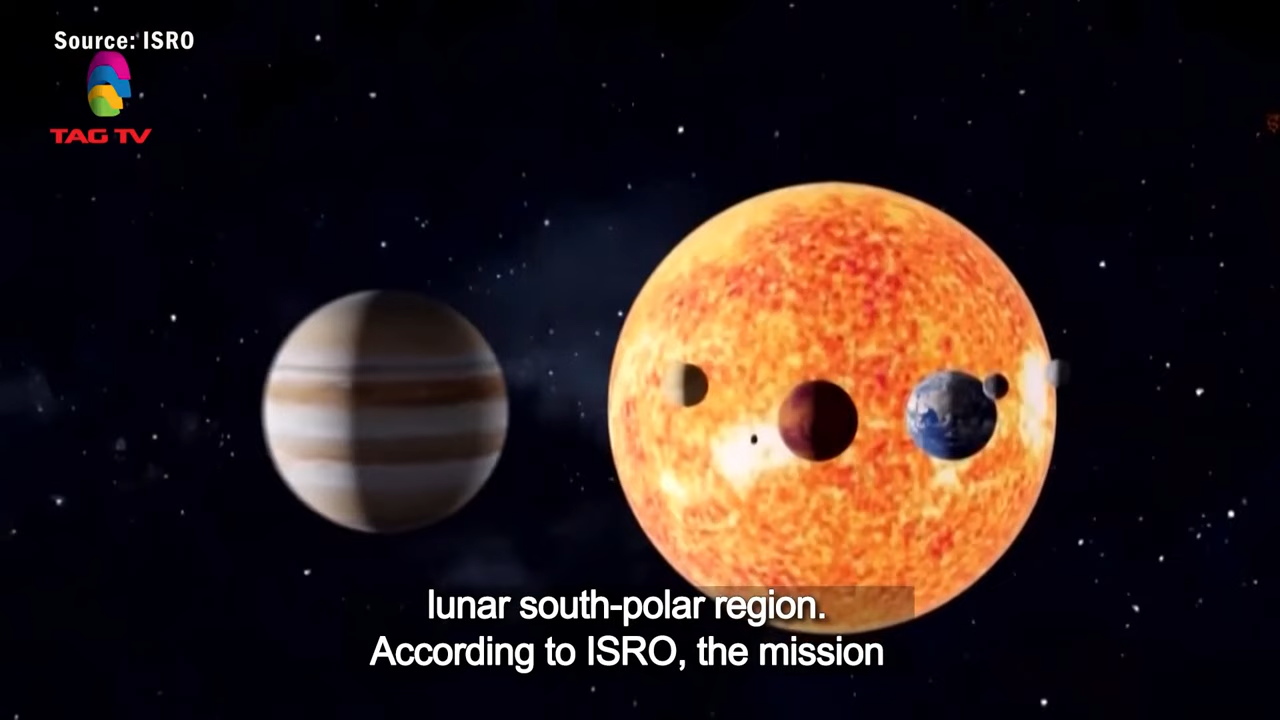 Source: ISRO
TAG TV
lunar south-polar region.
According to ISRO, the mission